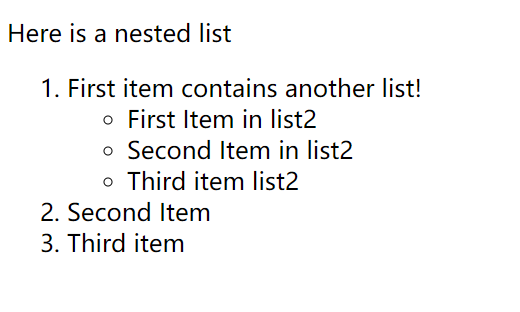 Here is a nested list
1. First item contains another list!
◦ First Item in list2
◦ Second Item in list2
◦ Third item list2
2. Second Item
3. Third item